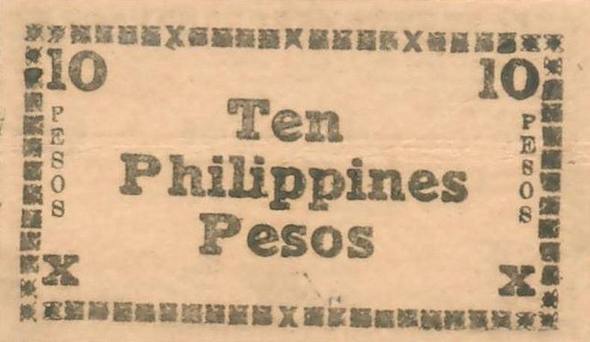 10 10
PESOS PESOS
Ten
Philippines
Pesos
X X